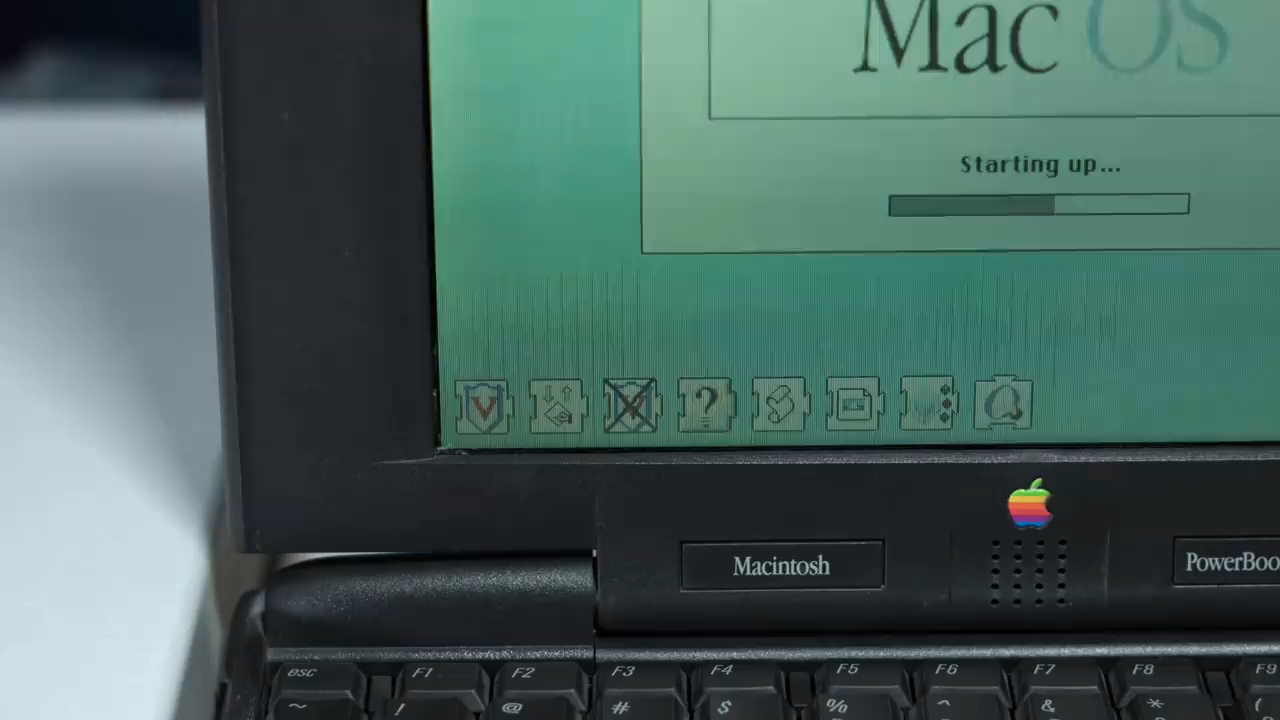 Mac OS
Starting up...
V
V
?
Macintosh
PowerBoo
esc F1 F2 F3 F4 F5 F6 F7 F8 F9
~ ! @ # $ % ^ & * (